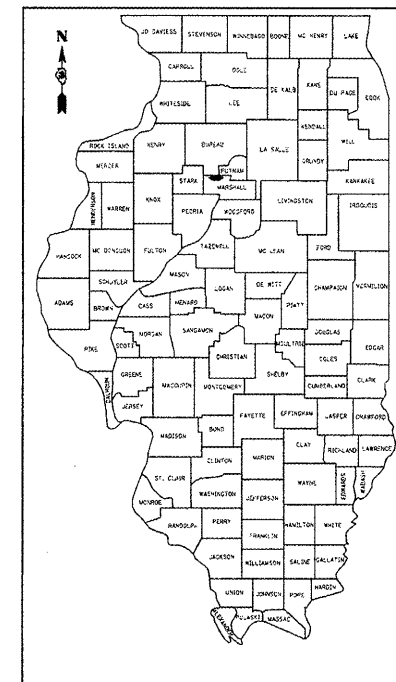 JO DAVIESS STEVENSON WINNEBAGO BOONE MC HENRY LAKE
N
CARROLL OGLE
DE KALB KANE DU PAGE COOK
WHITESIDE LEE
KENDALL WILL
ROCK ISLAND HENRY BUREAU LA SALLE GRUNDY
MERCER PUTNAM
KANKAKEE
STARK MARSHALL
HENDERSON WARREN KNOX PEORIA WOODFORD LIVINGSTON IROQUOIS
HANCOCK MC DONOUGH FULTON TAZEWELL MC LEAN FORD
MASON
SCHUYLER LOGAN DE WITT CHAMPAIGN VERMILION
ADAMS BROWN CASS MENARD PIATT
MACON
MORGAN SANGAMON DOUGLAS
PIKE SCOTT MOULTRIE COLES EDGAR
CHRISTIAN
GREENE SHELBY CLARK
CALHOUN MACOUPIN MONTGOMERY CUMBERLAND
JERSEY FAYETTE EFFINGHAM JASPER CRAWFORD
MADISON BOND
CLAY RICHLAND LAWRENCE
CLINTON MARION
ST. CLAIR WAYNE EDWARDS WABASH
MONROE WASHINGTON JEFFERSON
RANDOLPH PERRY HAMILTON WHITE
FRANKLIN
JACKSON WILLIAMSON SALINE GALLATIN
UNION JOHNSON POPE HARDIN
ALEXANDER PULASKI MASSAC